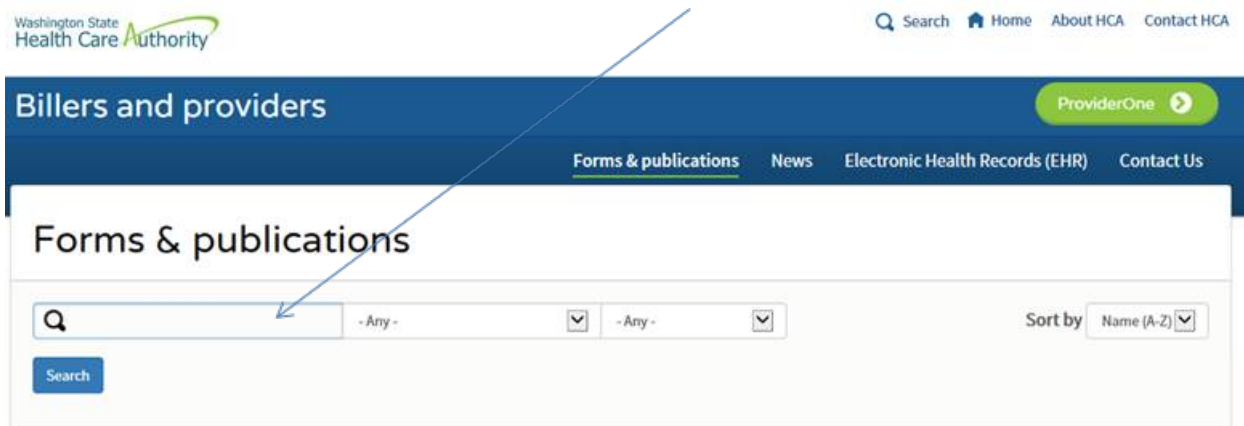 Washington State
Health Care Authority
Search Home About HCA Contact HCA
Billers and providers
ProviderOne
Forms & publications News Electronic Health Records (EHR) Contact Us
Forms & publications
- Any - - Any - Sort by Name (A-Z)
Search